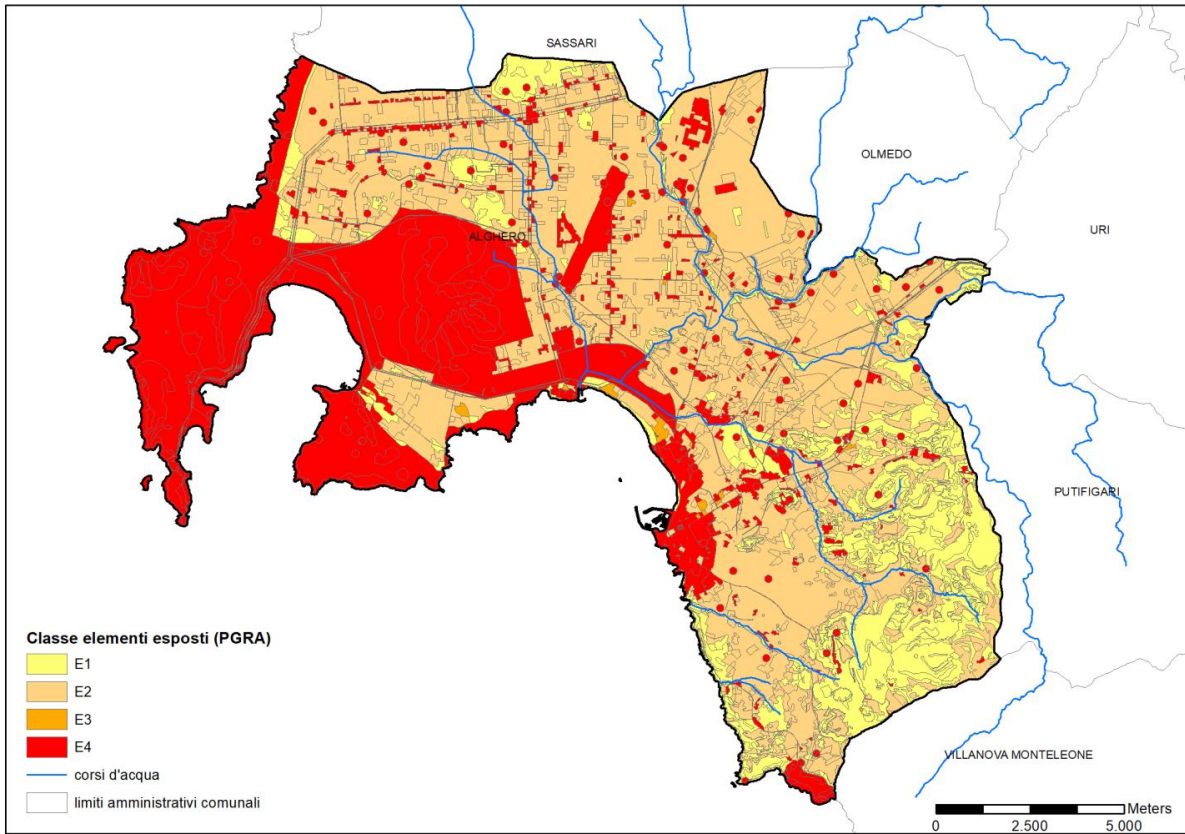 SASSARI
OLMEDO
URI
ALGHERO
PUTIFIGARI
VILLANOVA MONTELEONE
Classe elementi esposti (PGRA)
E1
E2
E3
E4
corsi d'acqua
limiti amministrativi comunali
Meters
0 2.500 5.000